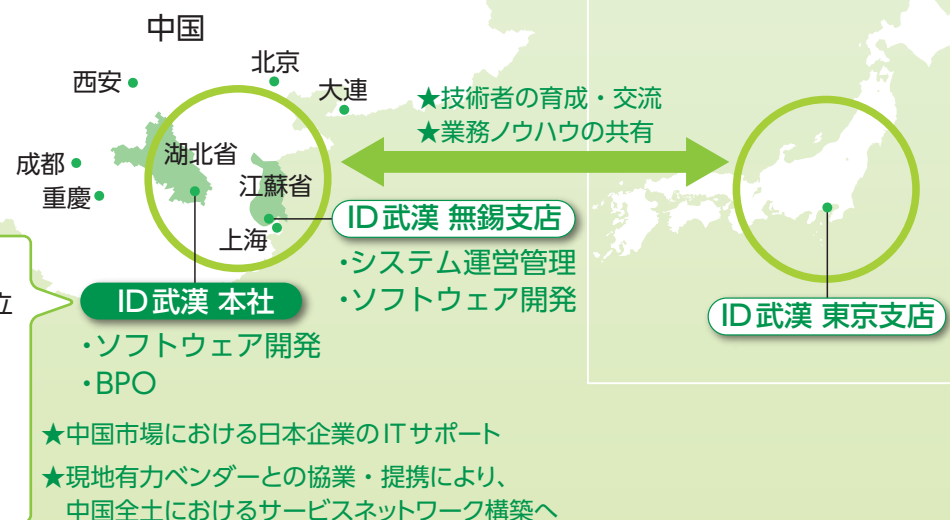 中国
北京
西安
大連
★技術者の育成・交流
★業務ノウハウの共有
湖北省
成都
江蘇省
重慶
ID武漢 無錫支店
上海
・システム運営管理
・ソフトウェア開発
立
ID武漢 本社
ID武漢 東京支店
・ソフトウェア開発
・BPO
★中国市場における日本企業のITサポート
★現地有力ベンダーとの協業・提携により、
中国全土におけるサービスネットワーク構築へ